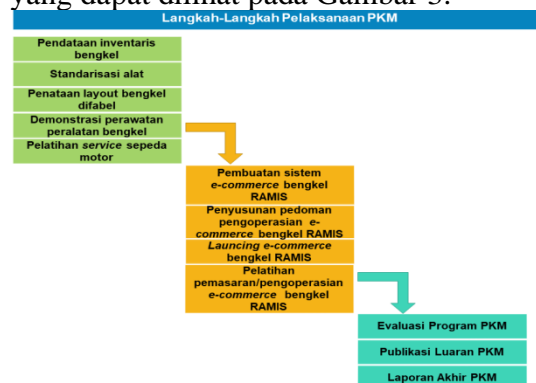 yang dapat dilihat pada Gambar 3.
Langkah-Langkah Pelaksanaan PKM
Pendataan inventaris
bengkel
Standarisasi alat
Penataan layout bengkel
difabel
Demonstrasi perawatan
peralatan bengkel
Pelatihan service sepeda
motor
Pembuatan sistem
e-commerce bengkel
RAMIS
Penyusunan pedoman
pengoperasian e-
commerce bengkel RAMIS
Launcing e-commerce
bengkel RAMIS
Pelatihan
pemasaran/pengoperasian
e-commerce bengkel
RAMIS
Evaluasi Program PKM
Publikasi Luaran PKM
Laporan Akhir PKM